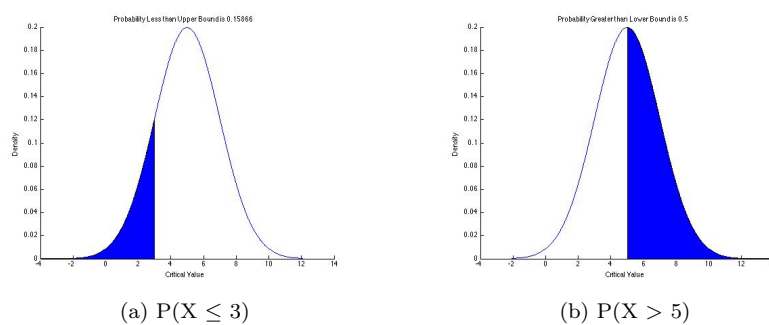 Probability Less than Upper Bound is 0.15866
0.2
0.18
0.16
0.14
0.12
0.1
0.08
0.06
0.04
0.02
0
Density
-4 -2 0 2 4 6 8 10 12 14
Critical Value
(a) P(X ≤ 3)
Probability Greater than Lower Bound is 0.5
0.2
0.18
0.16
0.14
0.12
0.1
0.08
0.06
0.04
0.02
0
Density
-4 -2 0 2 4 6 8 10 12
Critical Value
(b) P(X > 5)